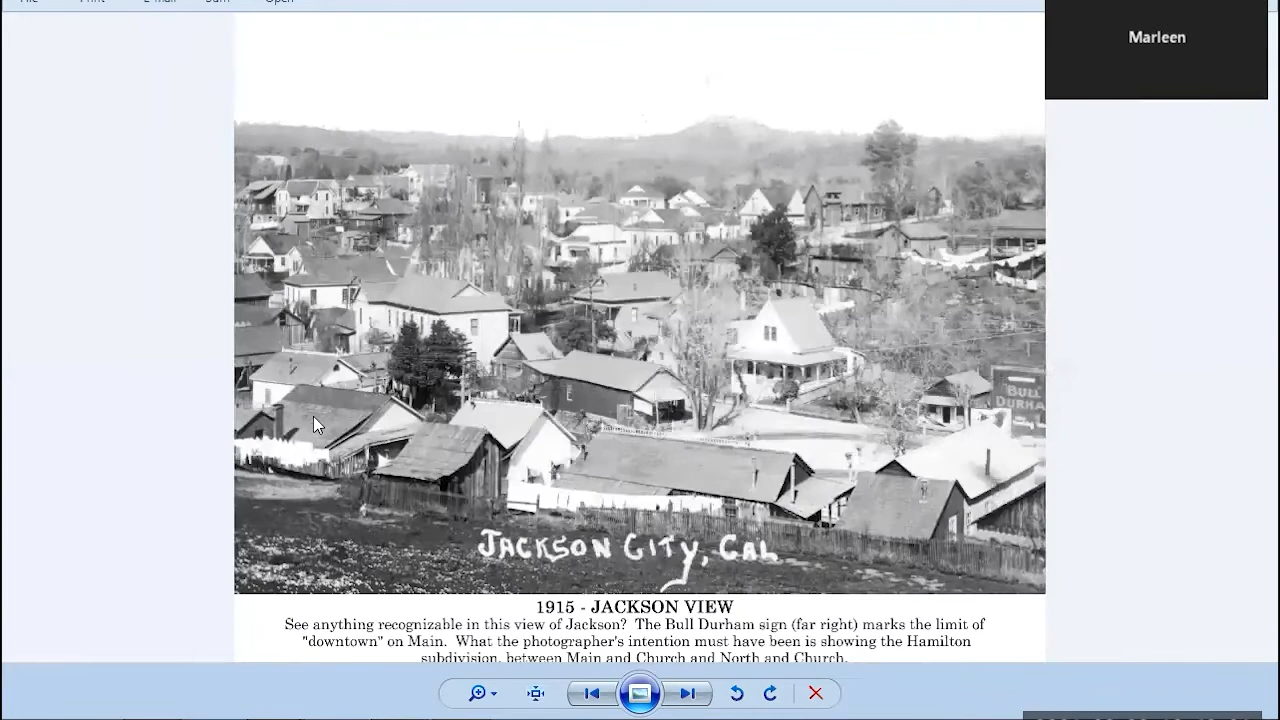 Marleen
BULL
DURHA
JACKSON CITY, CAL
1915 - JACKSON VIEW
See anything recognizable in this view of Jackson? The Bull Durham sign (far right) marks the limit of
"downtown" on Main. What the photographer's intention must have been is showing the Hamilton
subdivision, between Main and Church and North and Church.